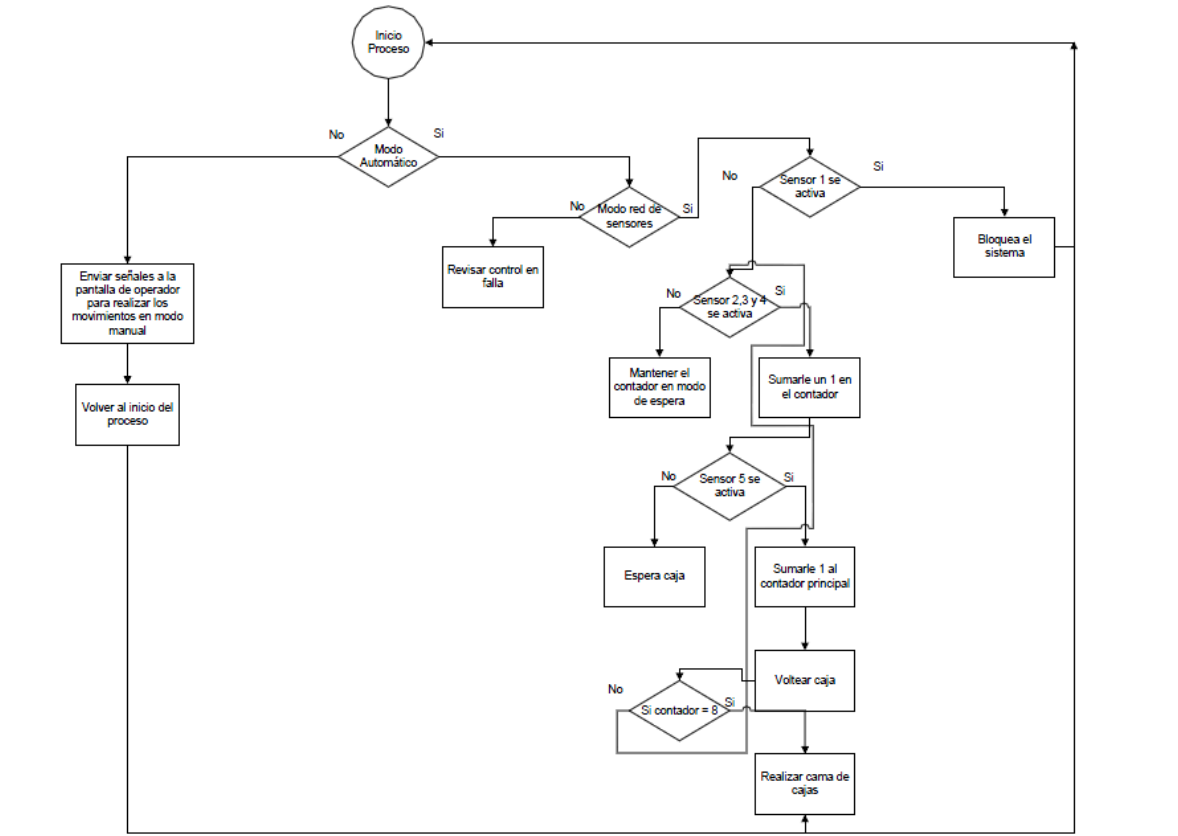 Inicio
Proceso
No
Si
Modo
Automático
No
Modo red de
sensores
Si
No
Sensor 1 se
activa
Si
Bloquea el
sistema
Revisar control en
falla
Enviar señales a la
pantalla de operador
para realizar los
movimientos en modo
manual
Volver al inicio del
proceso
No
Sensor 2,3 y 4
se activa
Si
Mantener el
contador en modo
de espera
Sumarle un 1 en
el contador
No
Sensor 5 se
activa
Si
Espera caja
Sumarle 1 al
contador principal
Voltear caja
No
Si contador = 8
Si
Realizar cama de
cajas